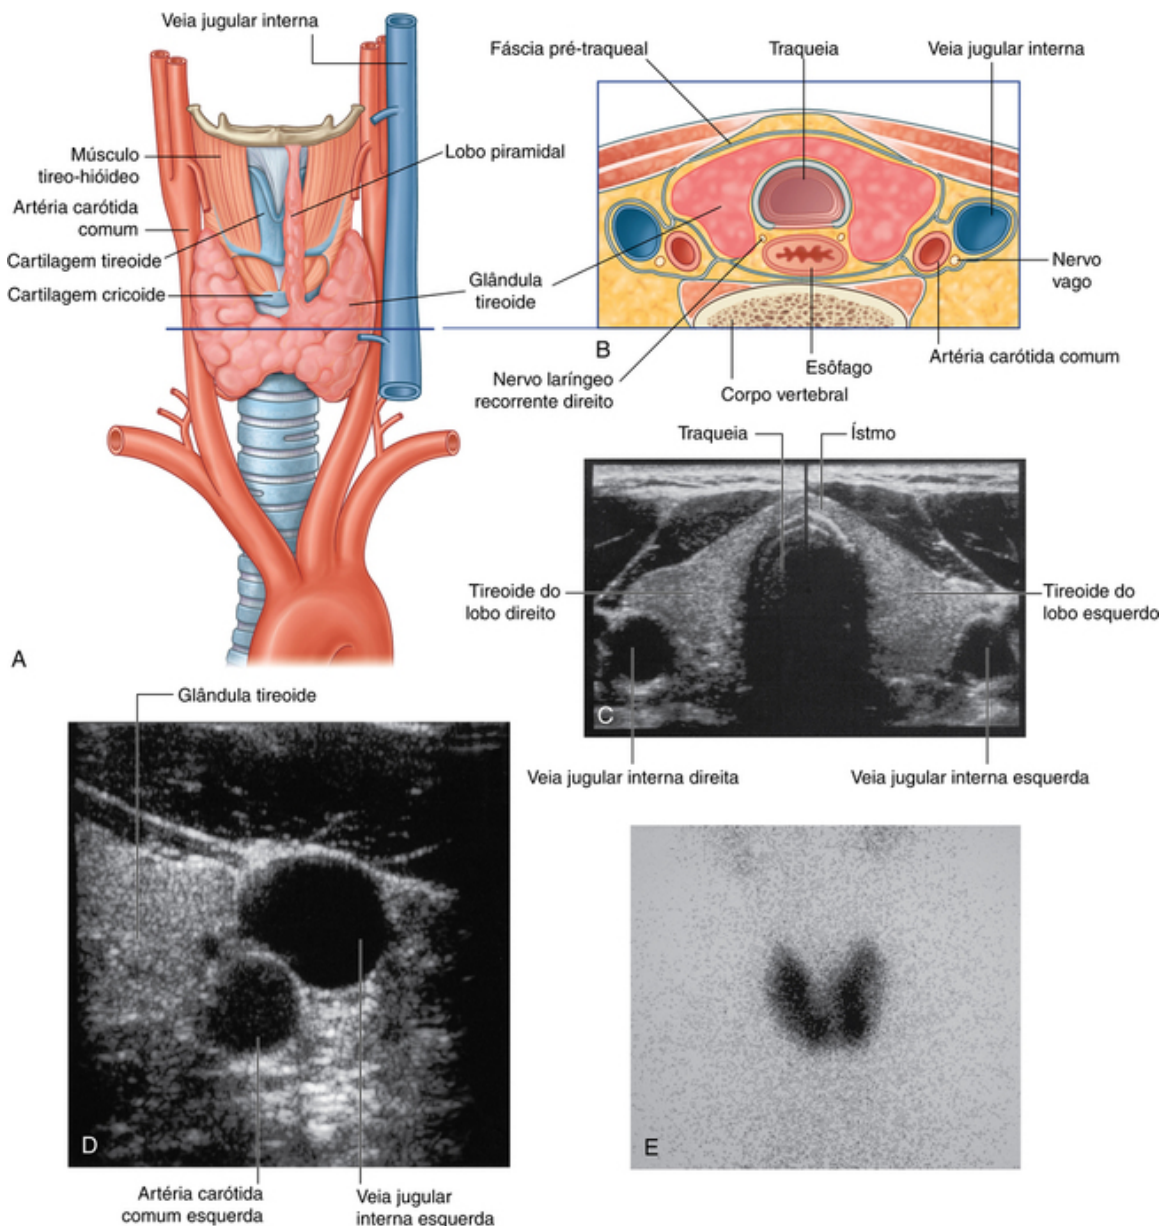 Veia jugular interna
Músculo
tireo-hióideo
Artéria carótida
comum
Cartilagem tireoide
Cartilagem cricoide
Lobo piramidal
Glândula
tireoide
A
Fáscia pré-traqueal
Traqueia
Veia jugular interna
Nervo
vago
Artéria carótida comum
Esôfago
Corpo vertebral
Nervo laríngeo
recorrente direito
B
Traqueia
Ístmo
Tireoide do
lobo direito
Tireoide do
lobo esquerdo
C
Veia jugular interna direita
Veia jugular interna esquerda
Glândula tireoide
D
Artéria carótida
comum esquerda
Veia jugular
interna esquerda
E